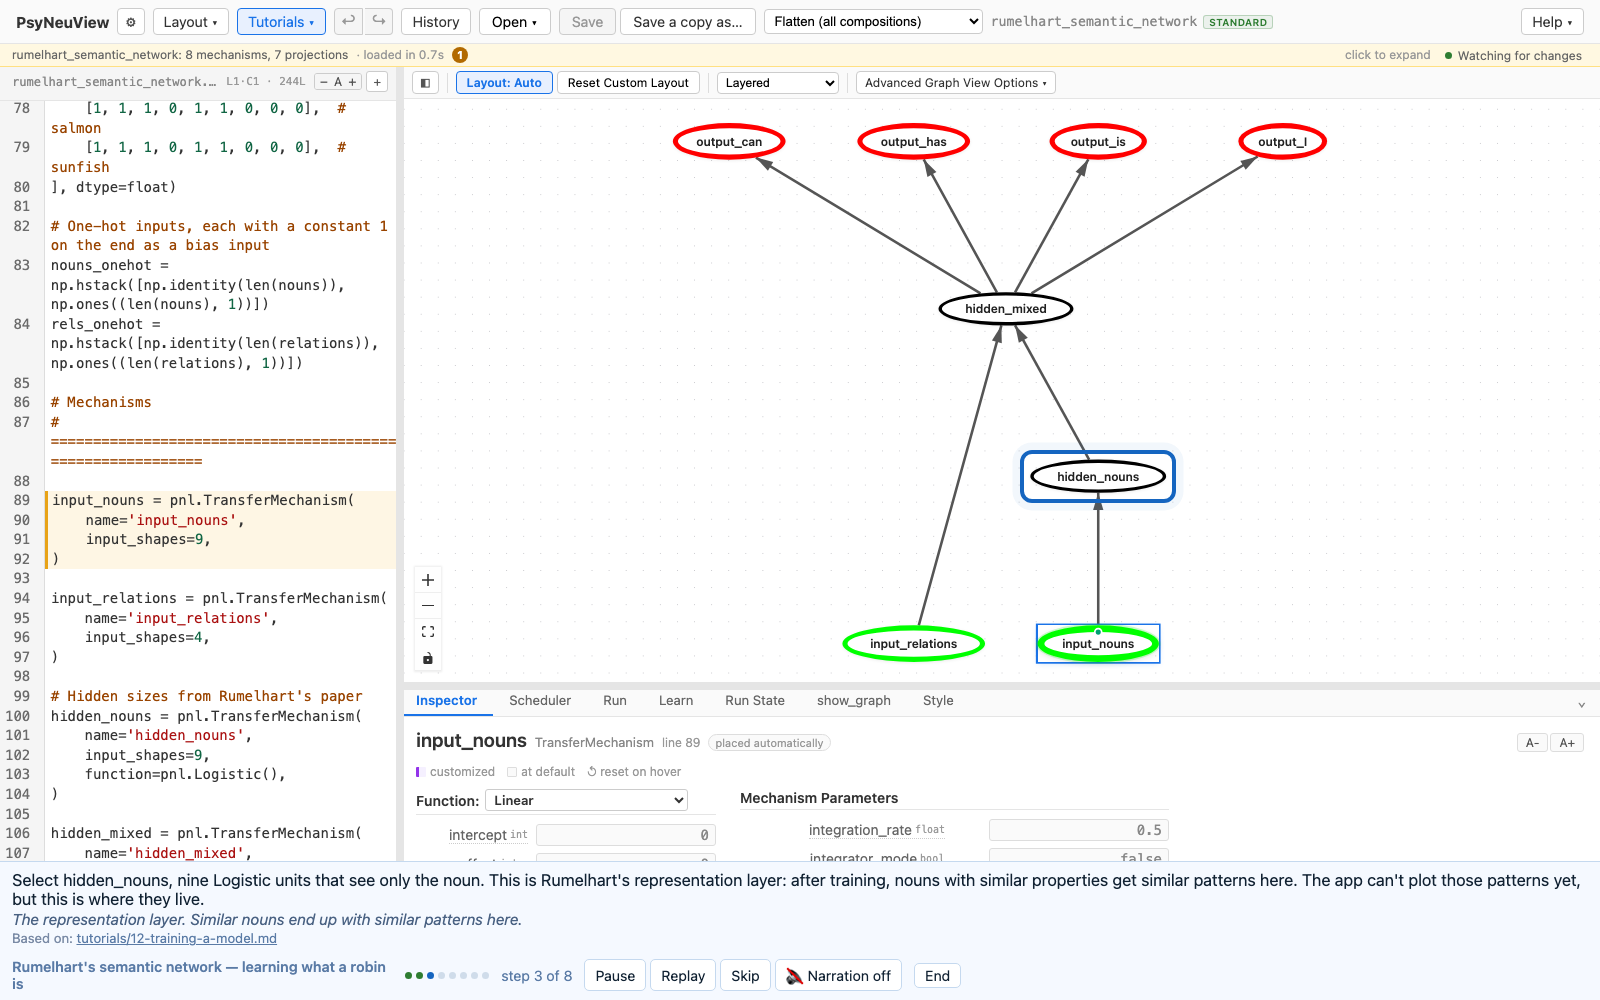 PsyNeuView
Layout ▾
Tutorials ▾
History
Open ▾
Save
Save a copy as...
Flatten (all compositions)
rumelhart_semantic_network
STANDARD
Help ▾
rumelhart_semantic_network: 8 mechanisms, 7 projections · loaded in 0.7s 1
click to expand
Watching for changes
rumelhart_semantic_network.... L1·C1 · 244L − A + +
Layout: Auto
Reset Custom Layout
Layered
Advanced Graph View Options ▾
78 [1, 1, 1, 0, 1, 1, 0, 0, 0], #
salmon
79 [1, 1, 1, 0, 1, 1, 0, 0, 0], #
sunfish
80 ], dtype=float)
81
82 # One-hot inputs, each with a constant 1
on the end as a bias input
83 nouns_onehot =
np.hstack([np.identity(len(nouns)),
np.ones((len(nouns), 1))])
84 rels_onehot =
np.hstack([np.identity(len(relations)),
np.ones((len(relations), 1))])
85
86 # Mechanisms
87 #
=========================================
==================
88
89 input_nouns = pnl.TransferMechanism(
90 name='input_nouns',
91 input_shapes=9,
92 )
93
94 input_relations = pnl.TransferMechanism(
95 name='input_relations',
96 input_shapes=4,
97 )
98
99 # Hidden sizes from Rumelhart's paper
100 hidden_nouns = pnl.TransferMechanism(
101 name='hidden_nouns',
102 input_shapes=9,
103 function=pnl.Logistic(),
104 )
105
106 hidden_mixed = pnl.TransferMechanism(
107 name='hidden_mixed',
output_can
output_has
output_is
output_I
hidden_mixed
hidden_nouns
input_relations
input_nouns
Inspector
Scheduler
Run
Learn
Run State
show_graph
Style
input_nouns TransferMechanism line 89 placed automatically
A- A+
customized at default reset on hover
Function: Linear
intercept int 0
Mechanism Parameters
integration_rate float 0.5
integrator_mode bool false
Select hidden_nouns, nine Logistic units that see only the noun. This is Rumelhart's representation layer: after training, nouns with similar properties get similar patterns here. The app can't plot those patterns yet,
but this is where they live.
The representation layer. Similar nouns end up with similar patterns here.
Based on: tutorials/12-training-a-model.md
Rumelhart's semantic network — learning what a robin
is
step 3 of 8
Pause
Replay
Skip
Narration off
End